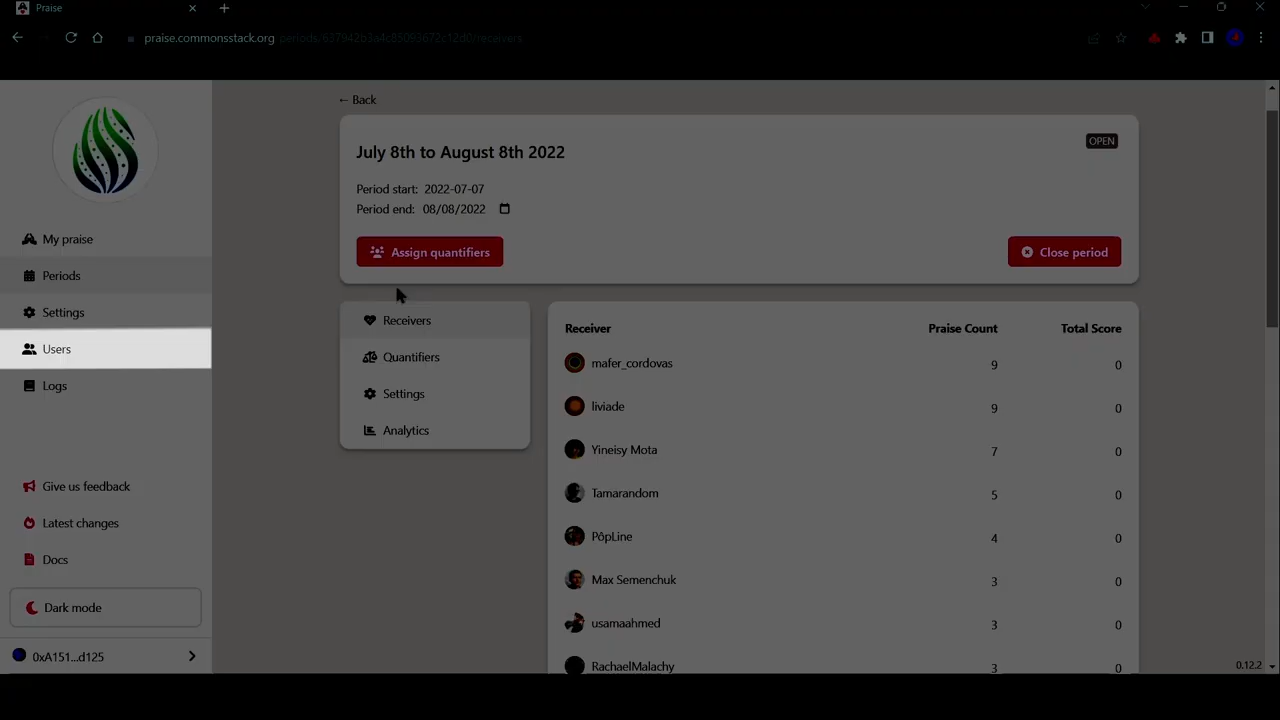 Praise
praise.commonsstack.org/periods/637942b3a4c85093672c12d0/receivers
← Back
July 8th to August 8th 2022
OPEN
Period start: 2022-07-07
Period end: 08/08/2022
Assign quantifiers
Close period
My praise
Periods
Settings
Users
Logs
Give us feedback
Latest changes
Docs
Dark mode
0xA151...d125
Receivers
Quantifiers
Settings
Analytics
Receiver Praise Count Total Score
mafer_cordovas 9 0
liviade 9 0
Yineisy Mota 7 0
Tamarandom 5 0
PôpLine 4 0
Max Semenchuk 3 0
usamaahmed 3 0
RachaelMalachy 3 0
0.12.2